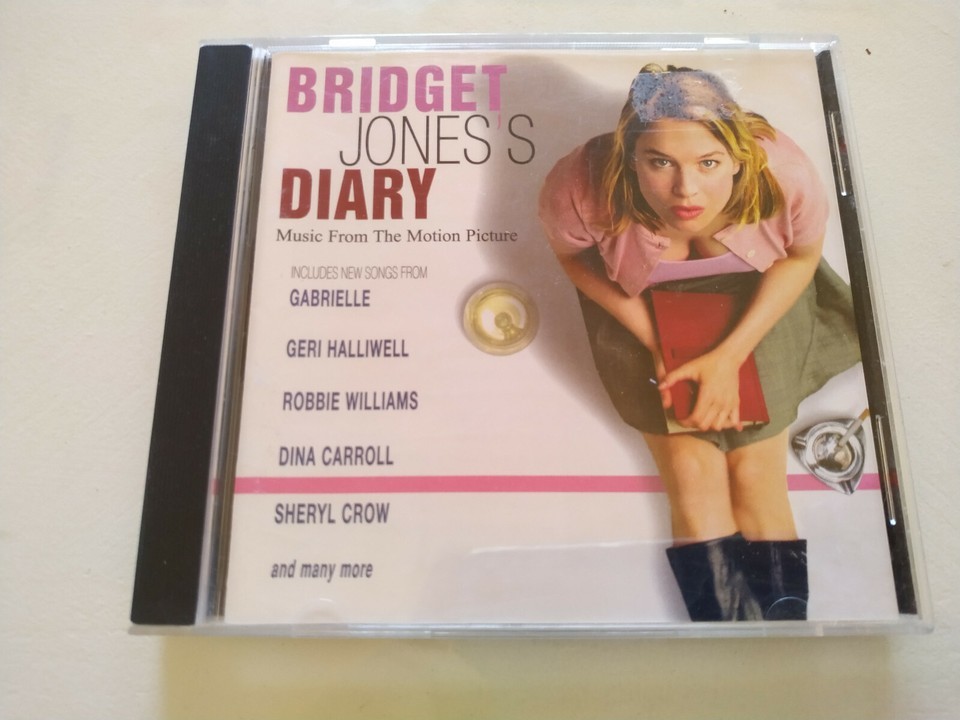 BRIDGET
JONES'S
DIARY
Music From The Motion Picture
INCLUDES NEW SONGS FROM
GABRIELLE
GERI HALLIWELL
ROBBIE WILLIAMS
DINA CARROLL
SHERYL CROW
and many more